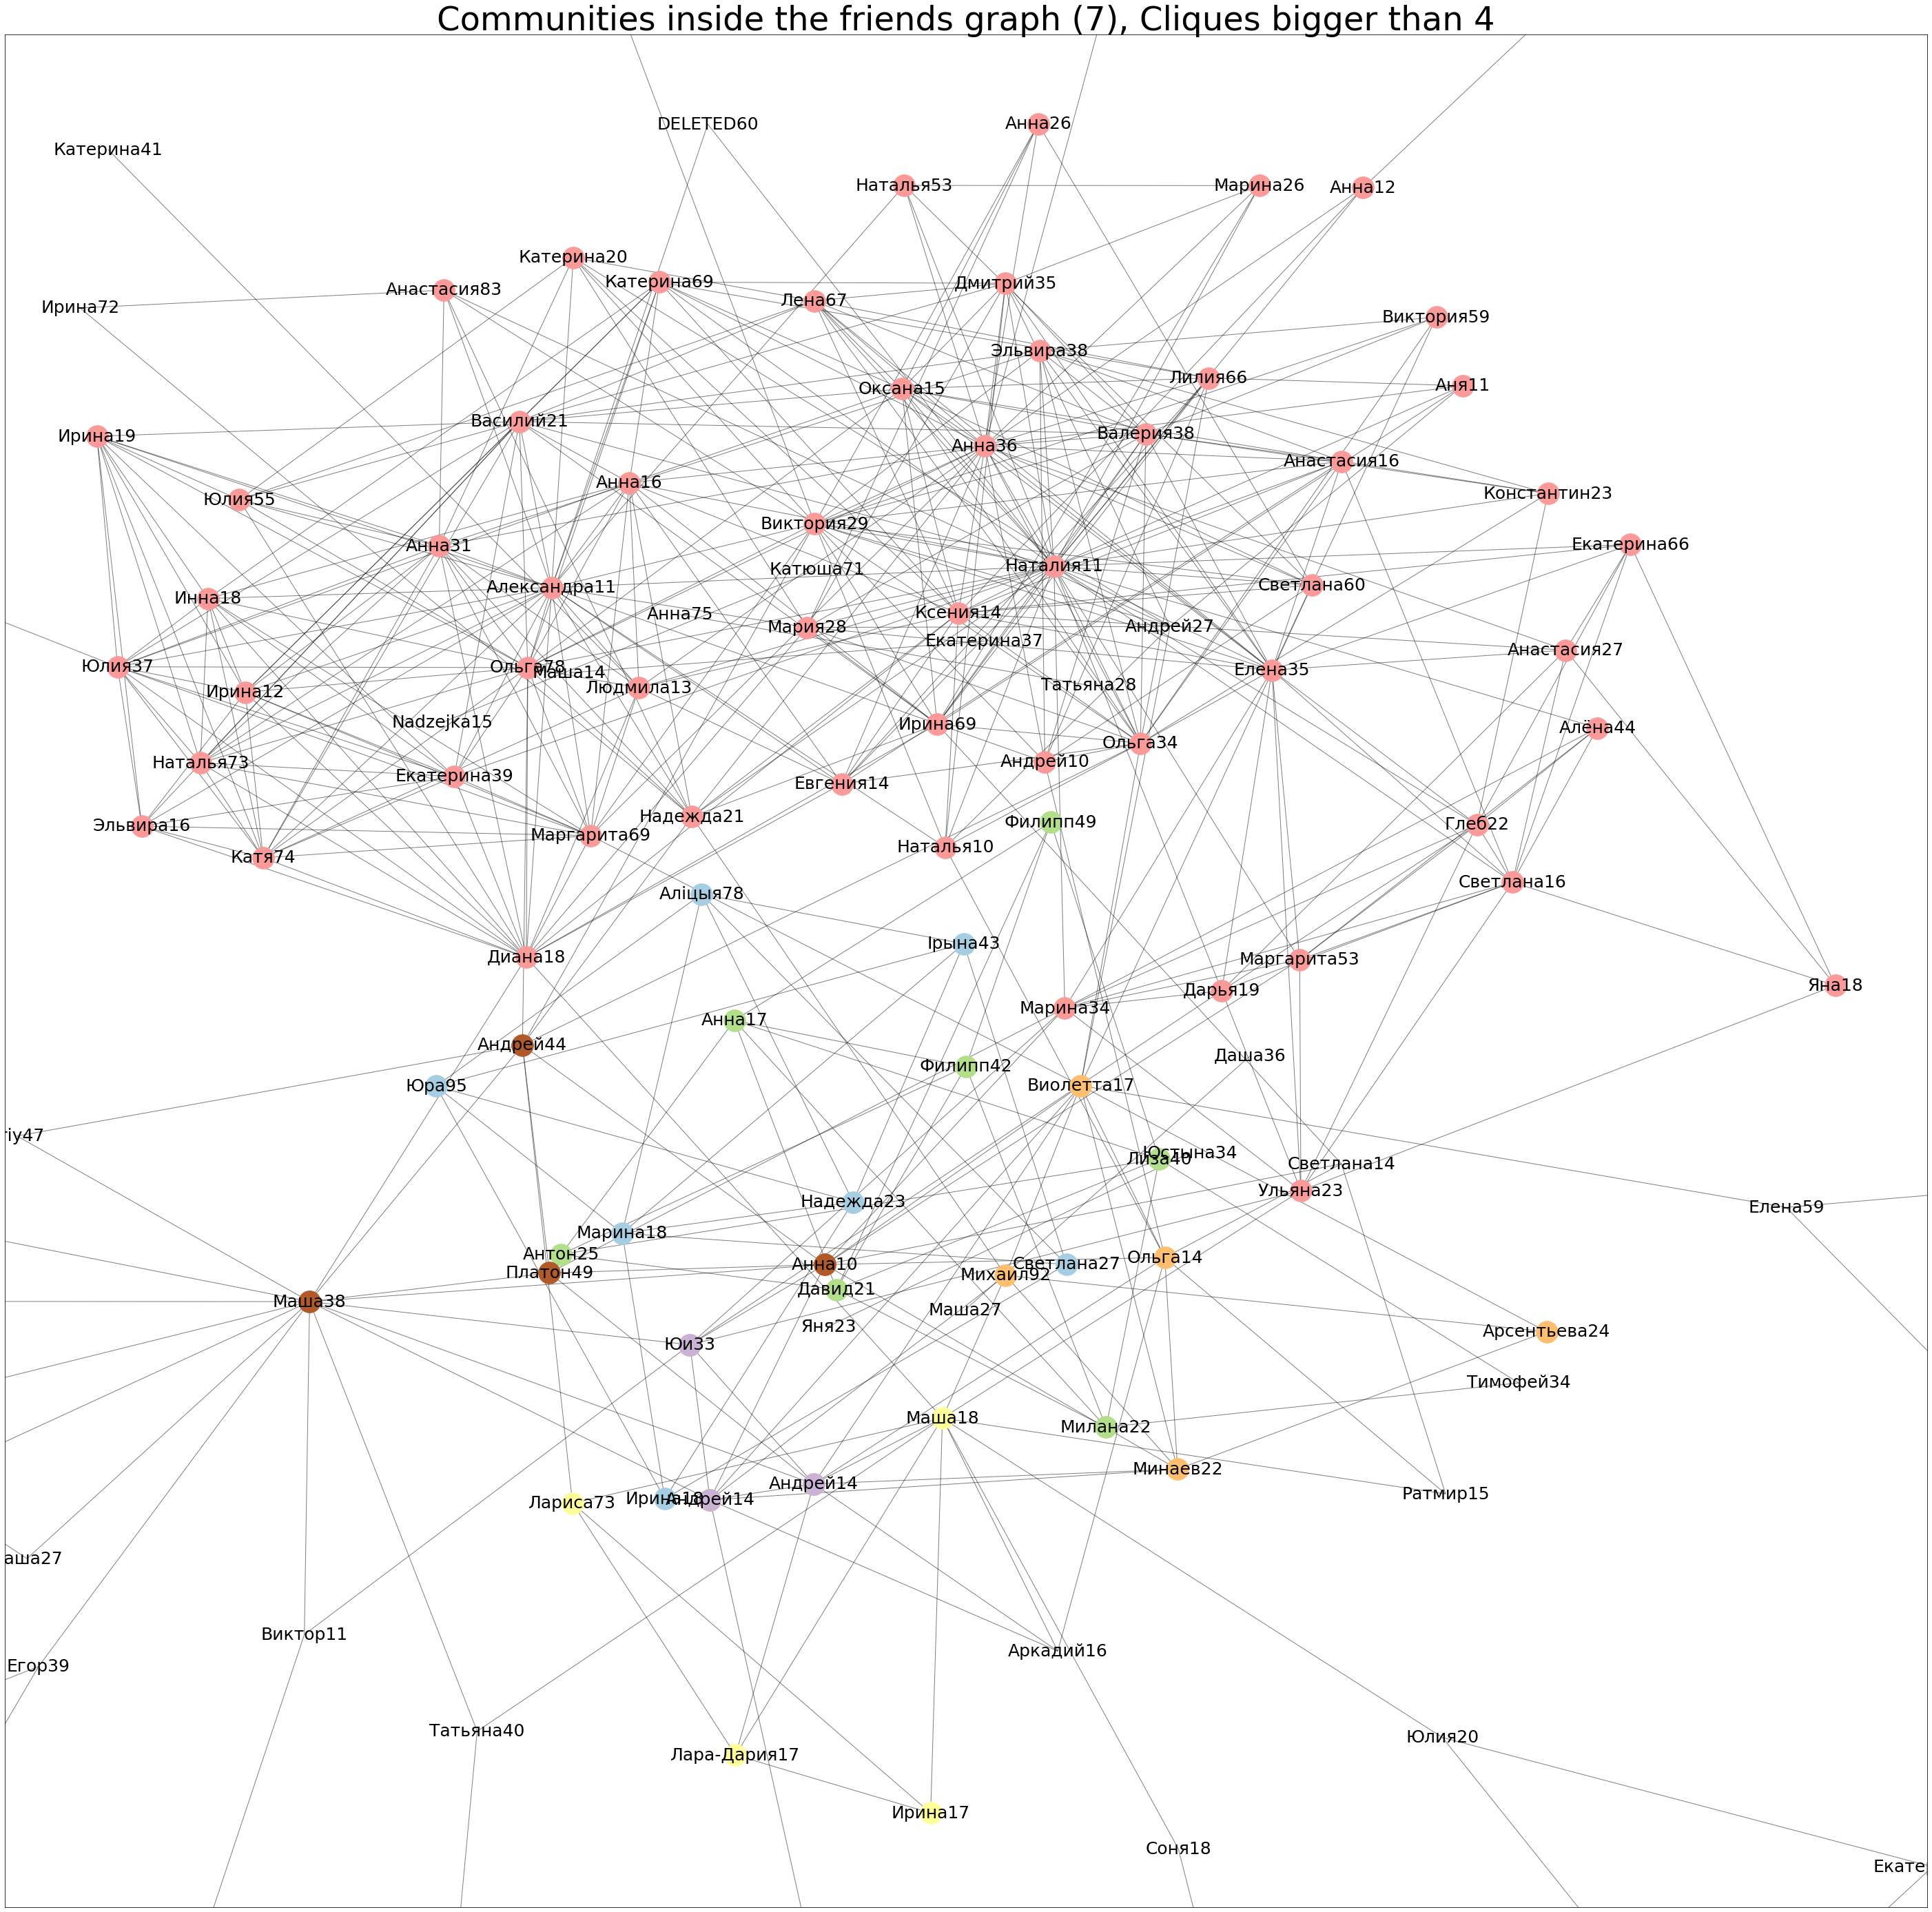 Communities inside the friends graph (7), Cliques bigger than 4
DELETED60
Анна26
Катерина41
Наталья53
Марина26
Анна12
Катерина20
Катерина69
Анастасия83
Дмитрий35
Лена67
Ирина72
Виктория59
Эльвира38
Лилия66
Оксана15
Аня11
Василий21
Ирина19
Валерия38
Анна36
Анастасия16
Анна16
Константин23
Юлия55
Виктория29
Анна31
Екатерина66
Катюша71
Наталия11
Александра11
Светлана60
Инна18
Анна75
Ксения14
Мария28
Андрей27
Екатерина37
Анастасия27
Юлия37
Ольга78
Маша14
Елена35
Людмила13
Татьяна28
Ирина12
Nadzejka15
Ирина69
Алёна44
Ольга34
Наталья73
Андрей10
Екатерина39
Евгения14
Надежда21
Филипп49
Эльвира16
Глеб22
Маргарита69
Наталья10
Катя74
Светлана16
Аліцыя78
Ірына43
Диана18
Маргарита53
Яна18
Дарья19
Марина34
Анна17
Андрей44
Даша36
Филипп42
Юра95
Виолетта17
riy47
Юстына34
Лиза40
Светлана14
Ульяна23
Надежда23
Елена59
Марина18
Антон25
Ольга14
Анна10
Светлана27
Платон49
Михаил92
Давид21
Маша38
Маша27
Яня23
Арсентьева24
Юи33
Тимофей34
Маша18
Милана22
Минаев22
Андрей14
Ратмир15
Ирина18
Андрей14
Лариса73
аша27
Виктор11
Аркадий16
Егор39
Татьяна40
Юлия20
Лара-Дария17
Ирина17
Соня18
Екате